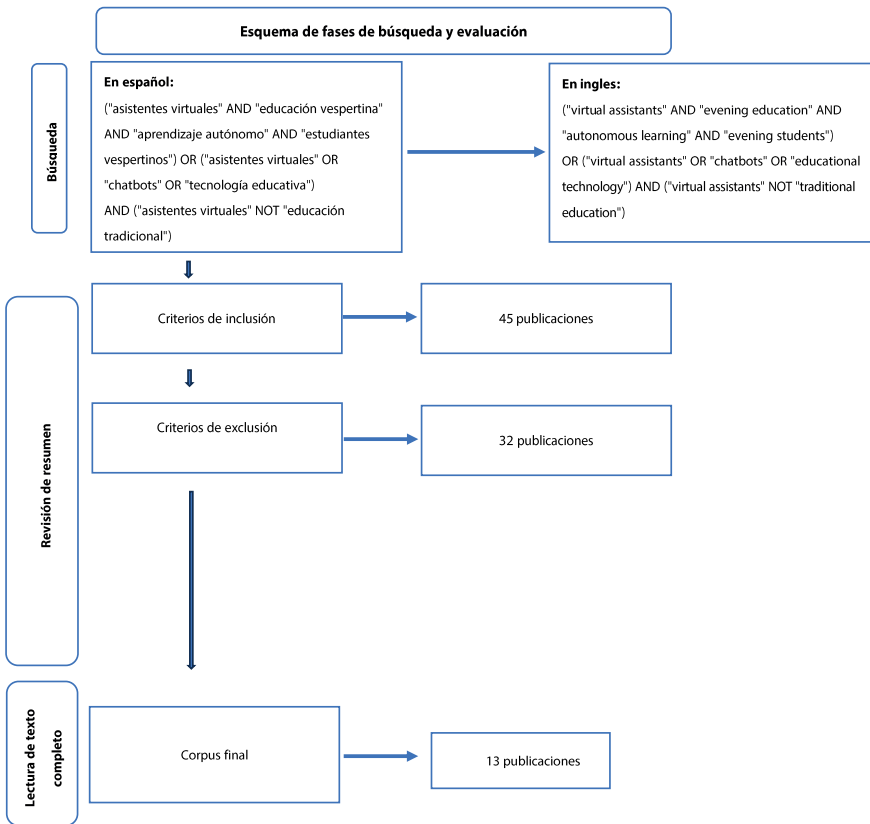 Esquema de fases de búsqueda y evaluación
Búsqueda
En español:
("asistentes virtuales" AND "educación vespertina"
AND "aprendizaje autónomo" AND "estudiantes
vespertinos") OR ("asistentes virtuales" OR
"chatbots" OR "tecnología educativa")
AND ("asistentes virtuales" NOT "educación
tradicional")
En ingles:
("virtual assistants" AND "evening education" AND
"autonomous learning" AND "evening students")
OR ("virtual assistants" OR "chatbots" OR "educational
technology") AND ("virtual assistants" NOT "traditional
education")
Revisión de resumen
Criterios de inclusión
45 publicaciones
Criterios de exclusión
32 publicaciones
Lectura de texto
completo
Corpus final
13 publicaciones